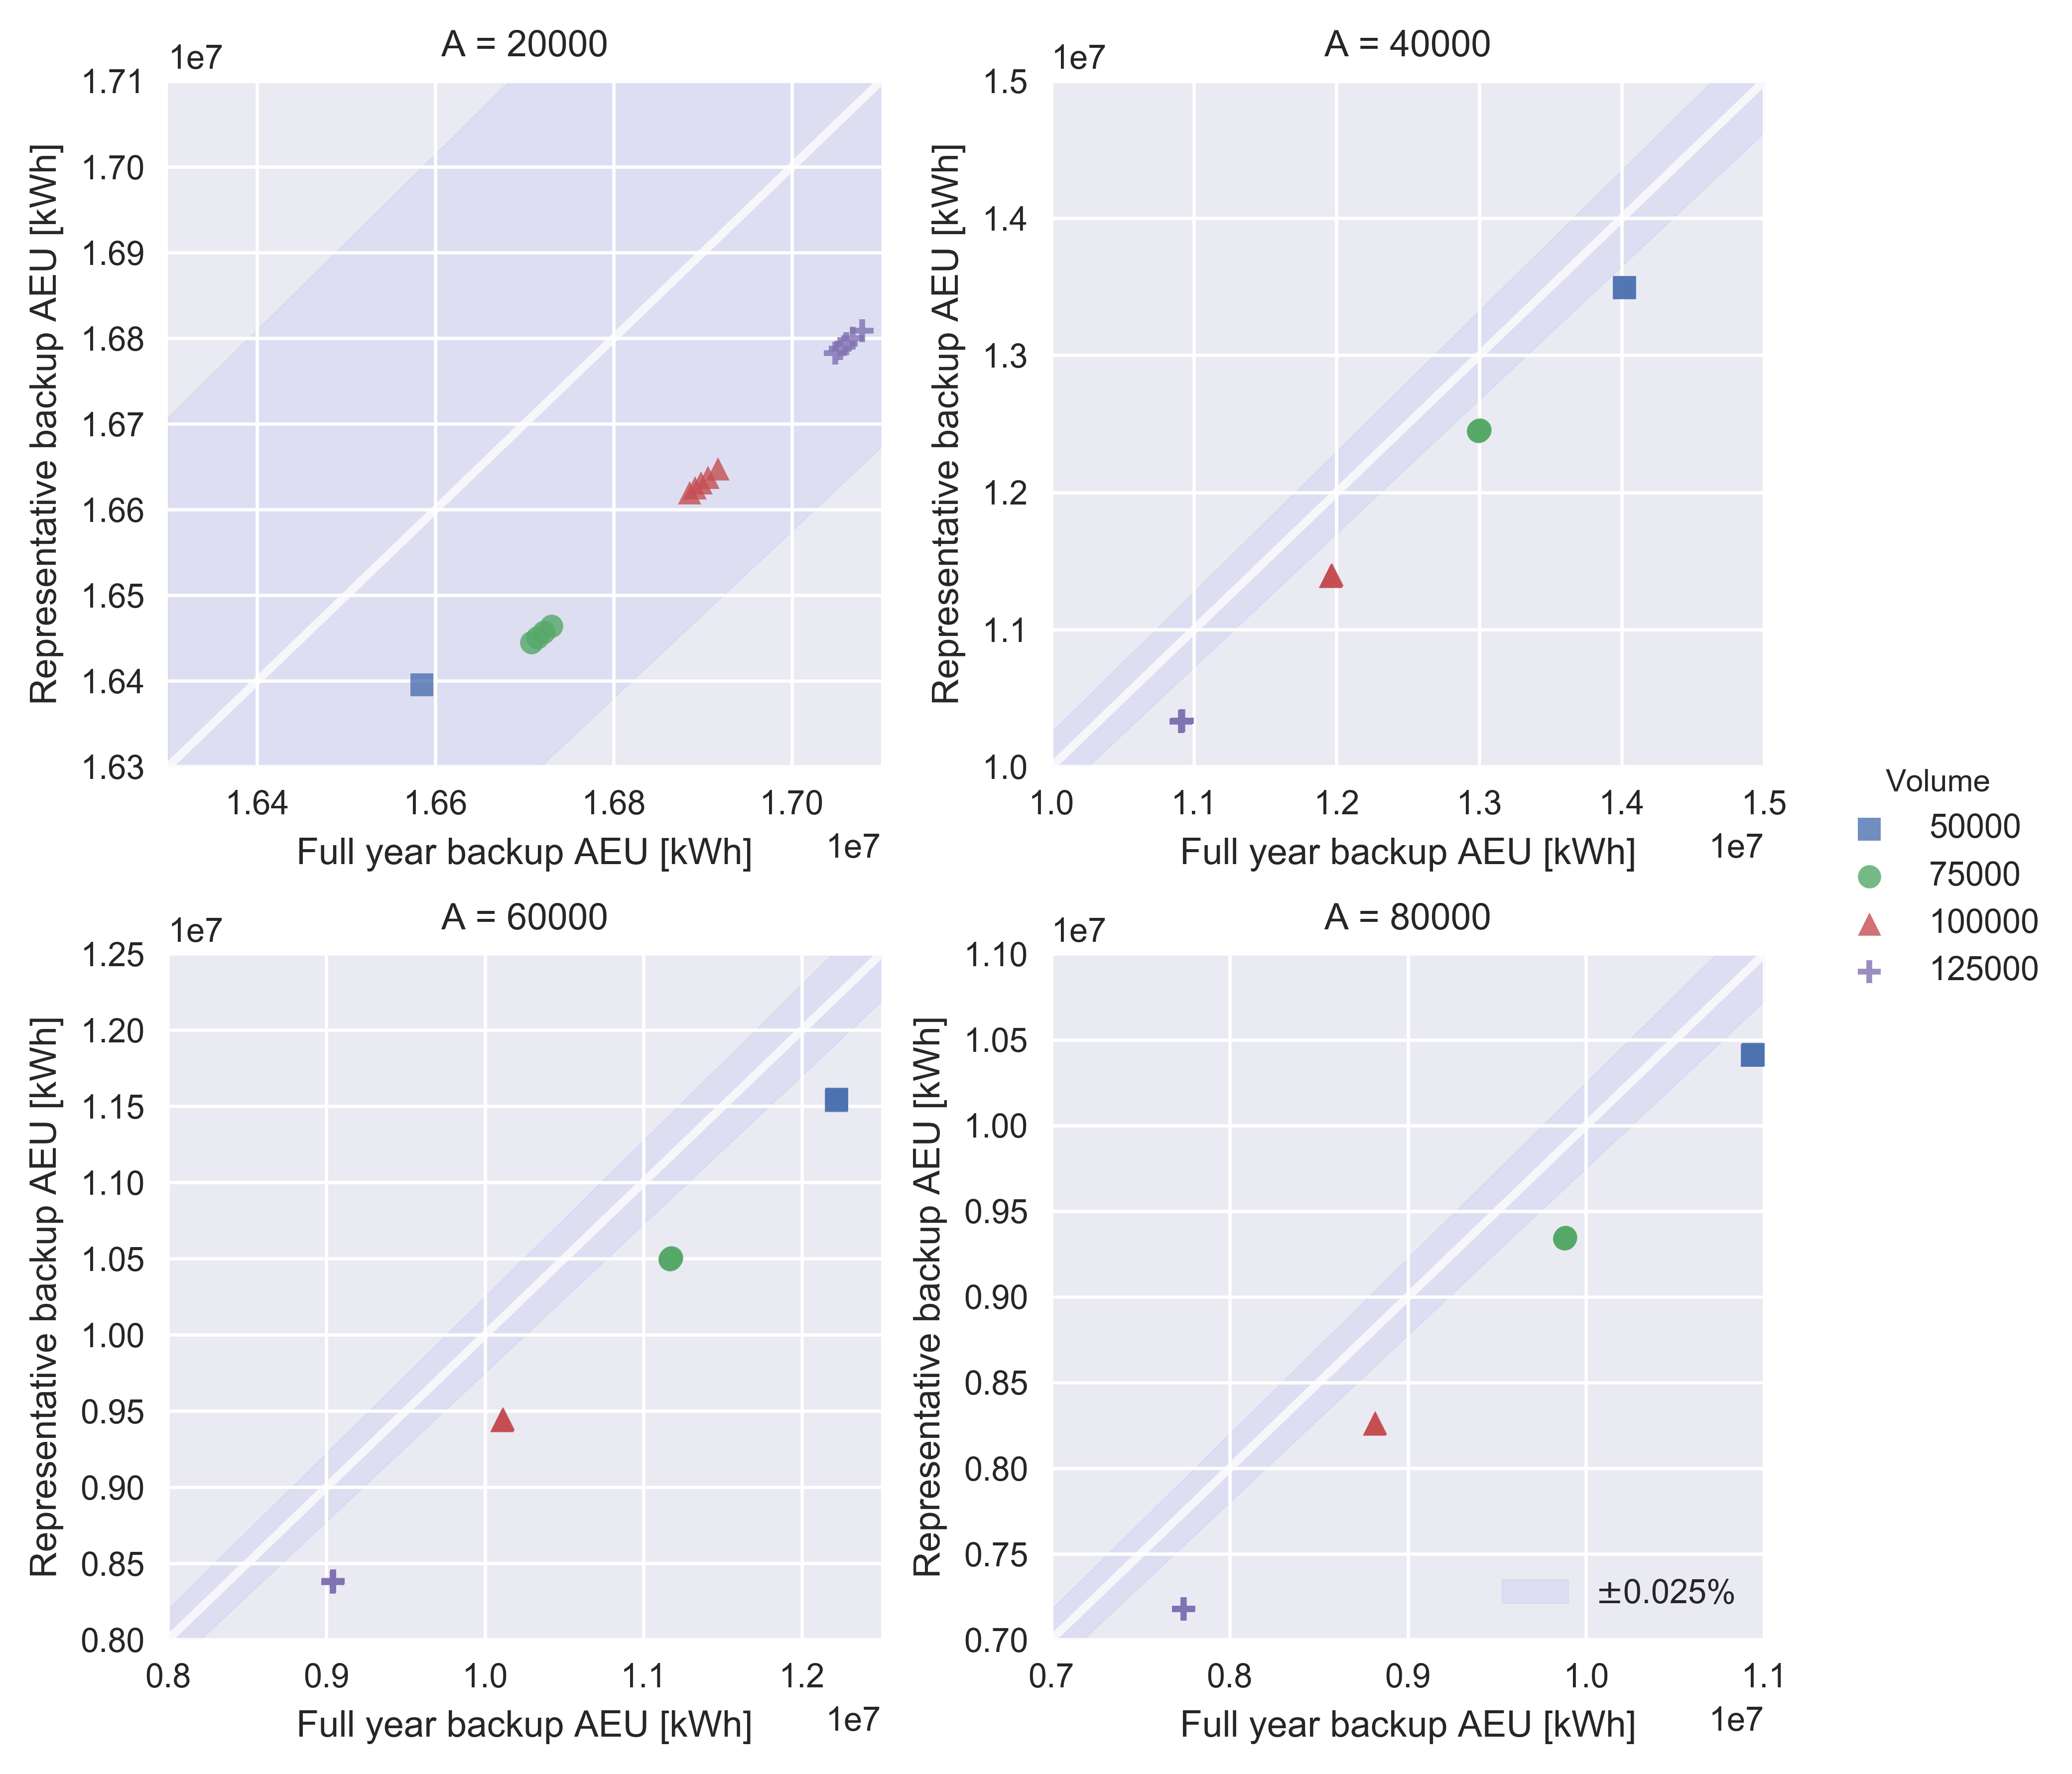 A = 20000
1e7
1.71
1.70
1.69
1.68
1.67
1.66
1.65
1.64
1.63
Representative backup AEU [kWh]
1.64 1.66 1.68 1.70
Full year backup AEU [kWh]
1e7
A = 40000
1e7
1.5
1.4
1.3
1.2
1.1
1.0
Representative backup AEU [kWh]
1.0 1.1 1.2 1.3 1.4 1.5
Full year backup AEU [kWh]
1e7
A = 60000
1e7
1.25
1.20
1.15
1.10
1.05
1.00
0.95
0.90
0.85
0.80
Representative backup AEU [kWh]
0.8 0.9 1.0 1.1 1.2
Full year backup AEU [kWh]
1e7
A = 80000
1e7
1.10
1.05
1.00
0.95
0.90
0.85
0.80
0.75
0.70
Representative backup AEU [kWh]
±0.025%
0.7 0.8 0.9 1.0 1.1
Full year backup AEU [kWh]
1e7
Volume
50000
75000
100000
125000